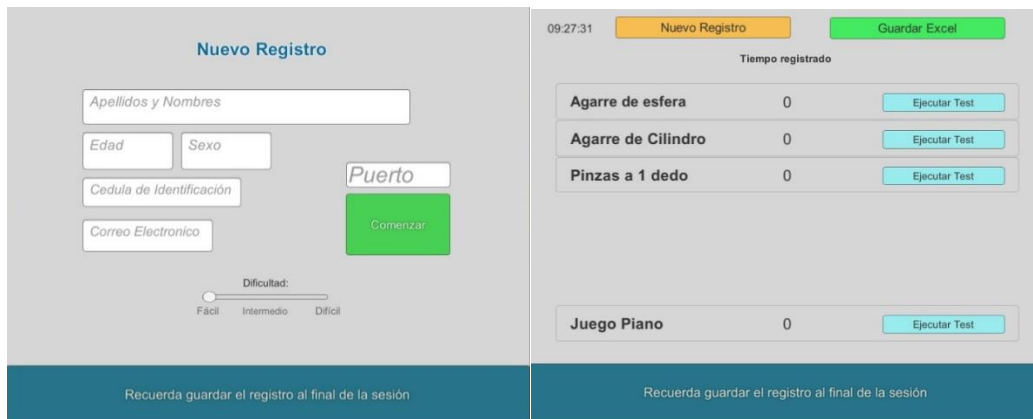 Nuevo Registro
Apellidos y Nombres
Edad Sexo
Puerto
Cedula de Identificación
Comenzar
Correo Electronico
Dificultad:
Fácil Intermedio Difícil
Recuerda guardar el registro al final de la sesión
09:27:31 Nuevo Registro Guardar Excel
Tiempo registrado
Agarre de esfera 0 Ejecutar Test
Agarre de Cilindro 0 Ejecutar Test
Pinzas a 1 dedo 0 Ejecutar Test
Juego Piano 0 Ejecutar Test
Recuerda guardar el registro al final de la sesión